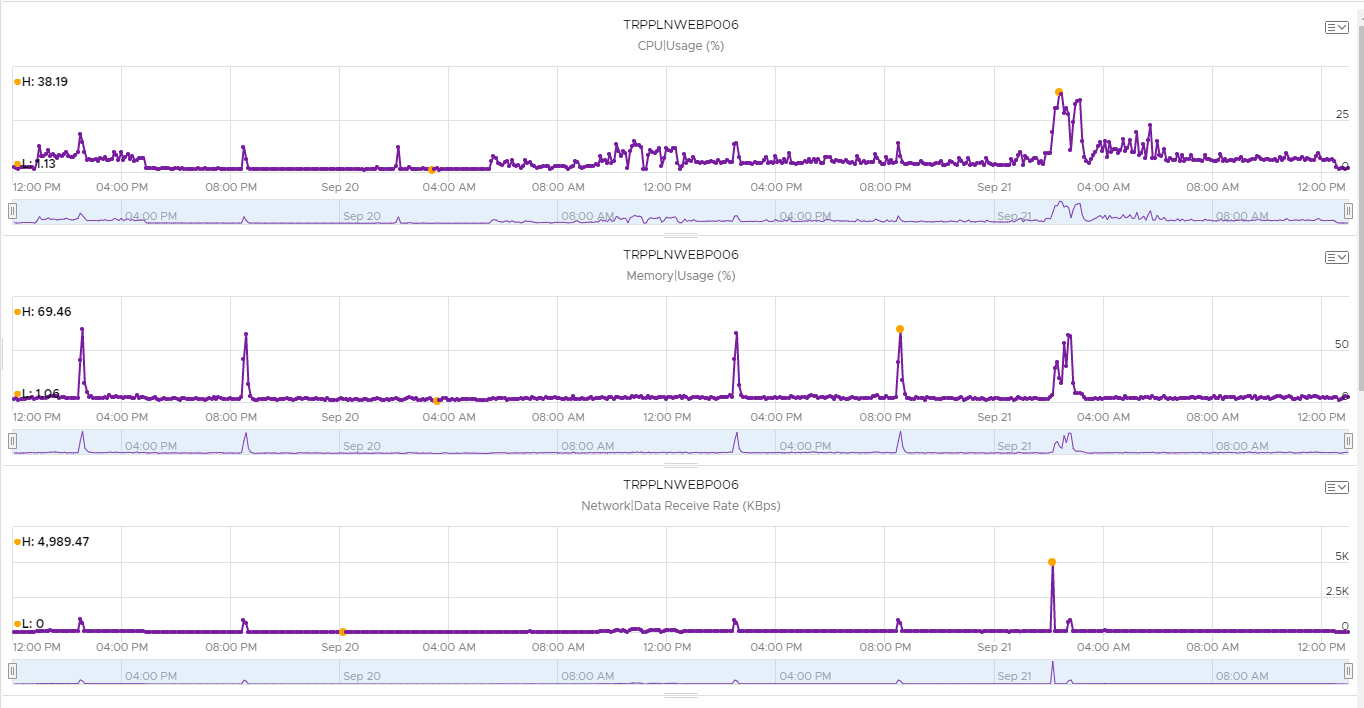 TRPPLNWEBP006
CPU|Usage (%)
H: 38.19
25
L: 1.13
0
12:00 PM 04:00 PM 08:00 PM Sep 20 04:00 AM 08:00 AM 12:00 PM 04:00 PM 08:00 PM Sep 21 04:00 AM 08:00 AM 12:00 PM
04:00 PM Sep 20 08:00 AM 04:00 PM Sep 21 08:00 AM
TRPPLNWEBP006
Memory|Usage (%)
H: 69.46
50
L: 1.06
0
12:00 PM 04:00 PM 08:00 PM Sep 20 04:00 AM 08:00 AM 12:00 PM 04:00 PM 08:00 PM Sep 21 04:00 AM 08:00 AM 12:00 PM
04:00 PM Sep 20 08:00 AM 04:00 PM Sep 21 08:00 AM
TRPPLNWEBP006
Network|Data Receive Rate (KBps)
H: 4,989.47
5K
2.5K
L: 0
0
12:00 PM 04:00 PM 08:00 PM Sep 20 04:00 AM 08:00 AM 12:00 PM 04:00 PM 08:00 PM Sep 21 04:00 AM 08:00 AM 12:00 PM
04:00 PM Sep 20 08:00 AM 04:00 PM Sep 21 08:00 AM